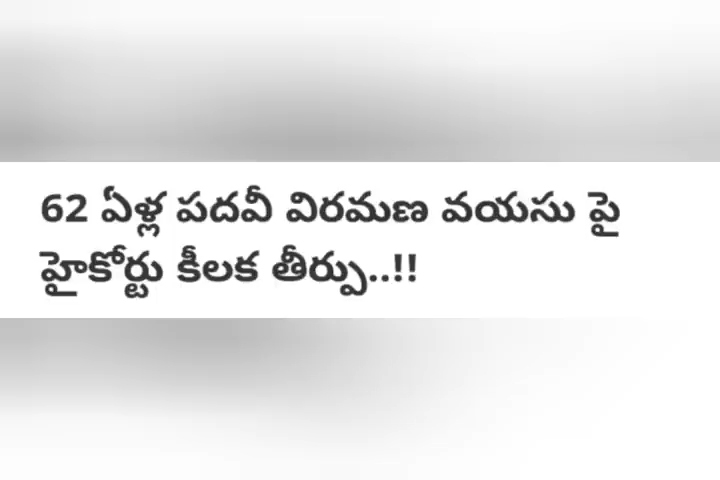 62 ఏళ్ల పదవీ విరమణ వయసు పై
హైకోర్టు కీలక తీర్పు..!!